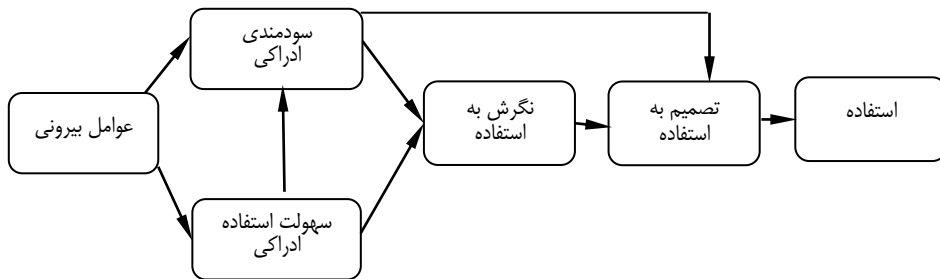 سودمندی
ادراکی
عوامل بیرونی
سهولت استفاده
ادراکی
نگرش به
استفاده
تصمیم به
استفاده
استفاده